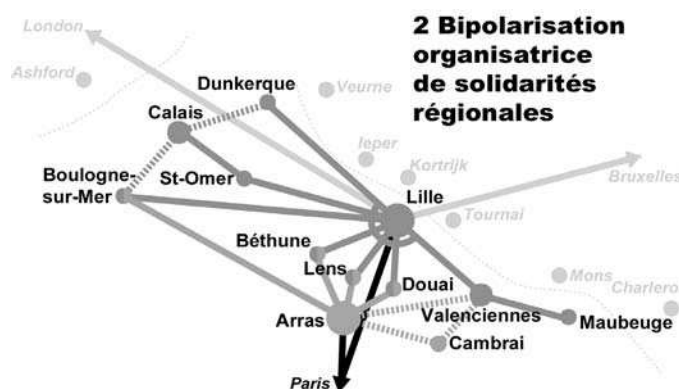 2 Bipolarisation
organisatrice
de solidarités
régionales
London
Ashford
Dunkerque
Veurne
Calais
Ieper
Kortrijk
Boulogne-
sur-Mer
St-Omer
Lille
Bruxelles
Tournai
Béthune
Lens
Douai
Mons
Charlero
Arras
Valenciennes
Maubeuge
Cambrai
Paris